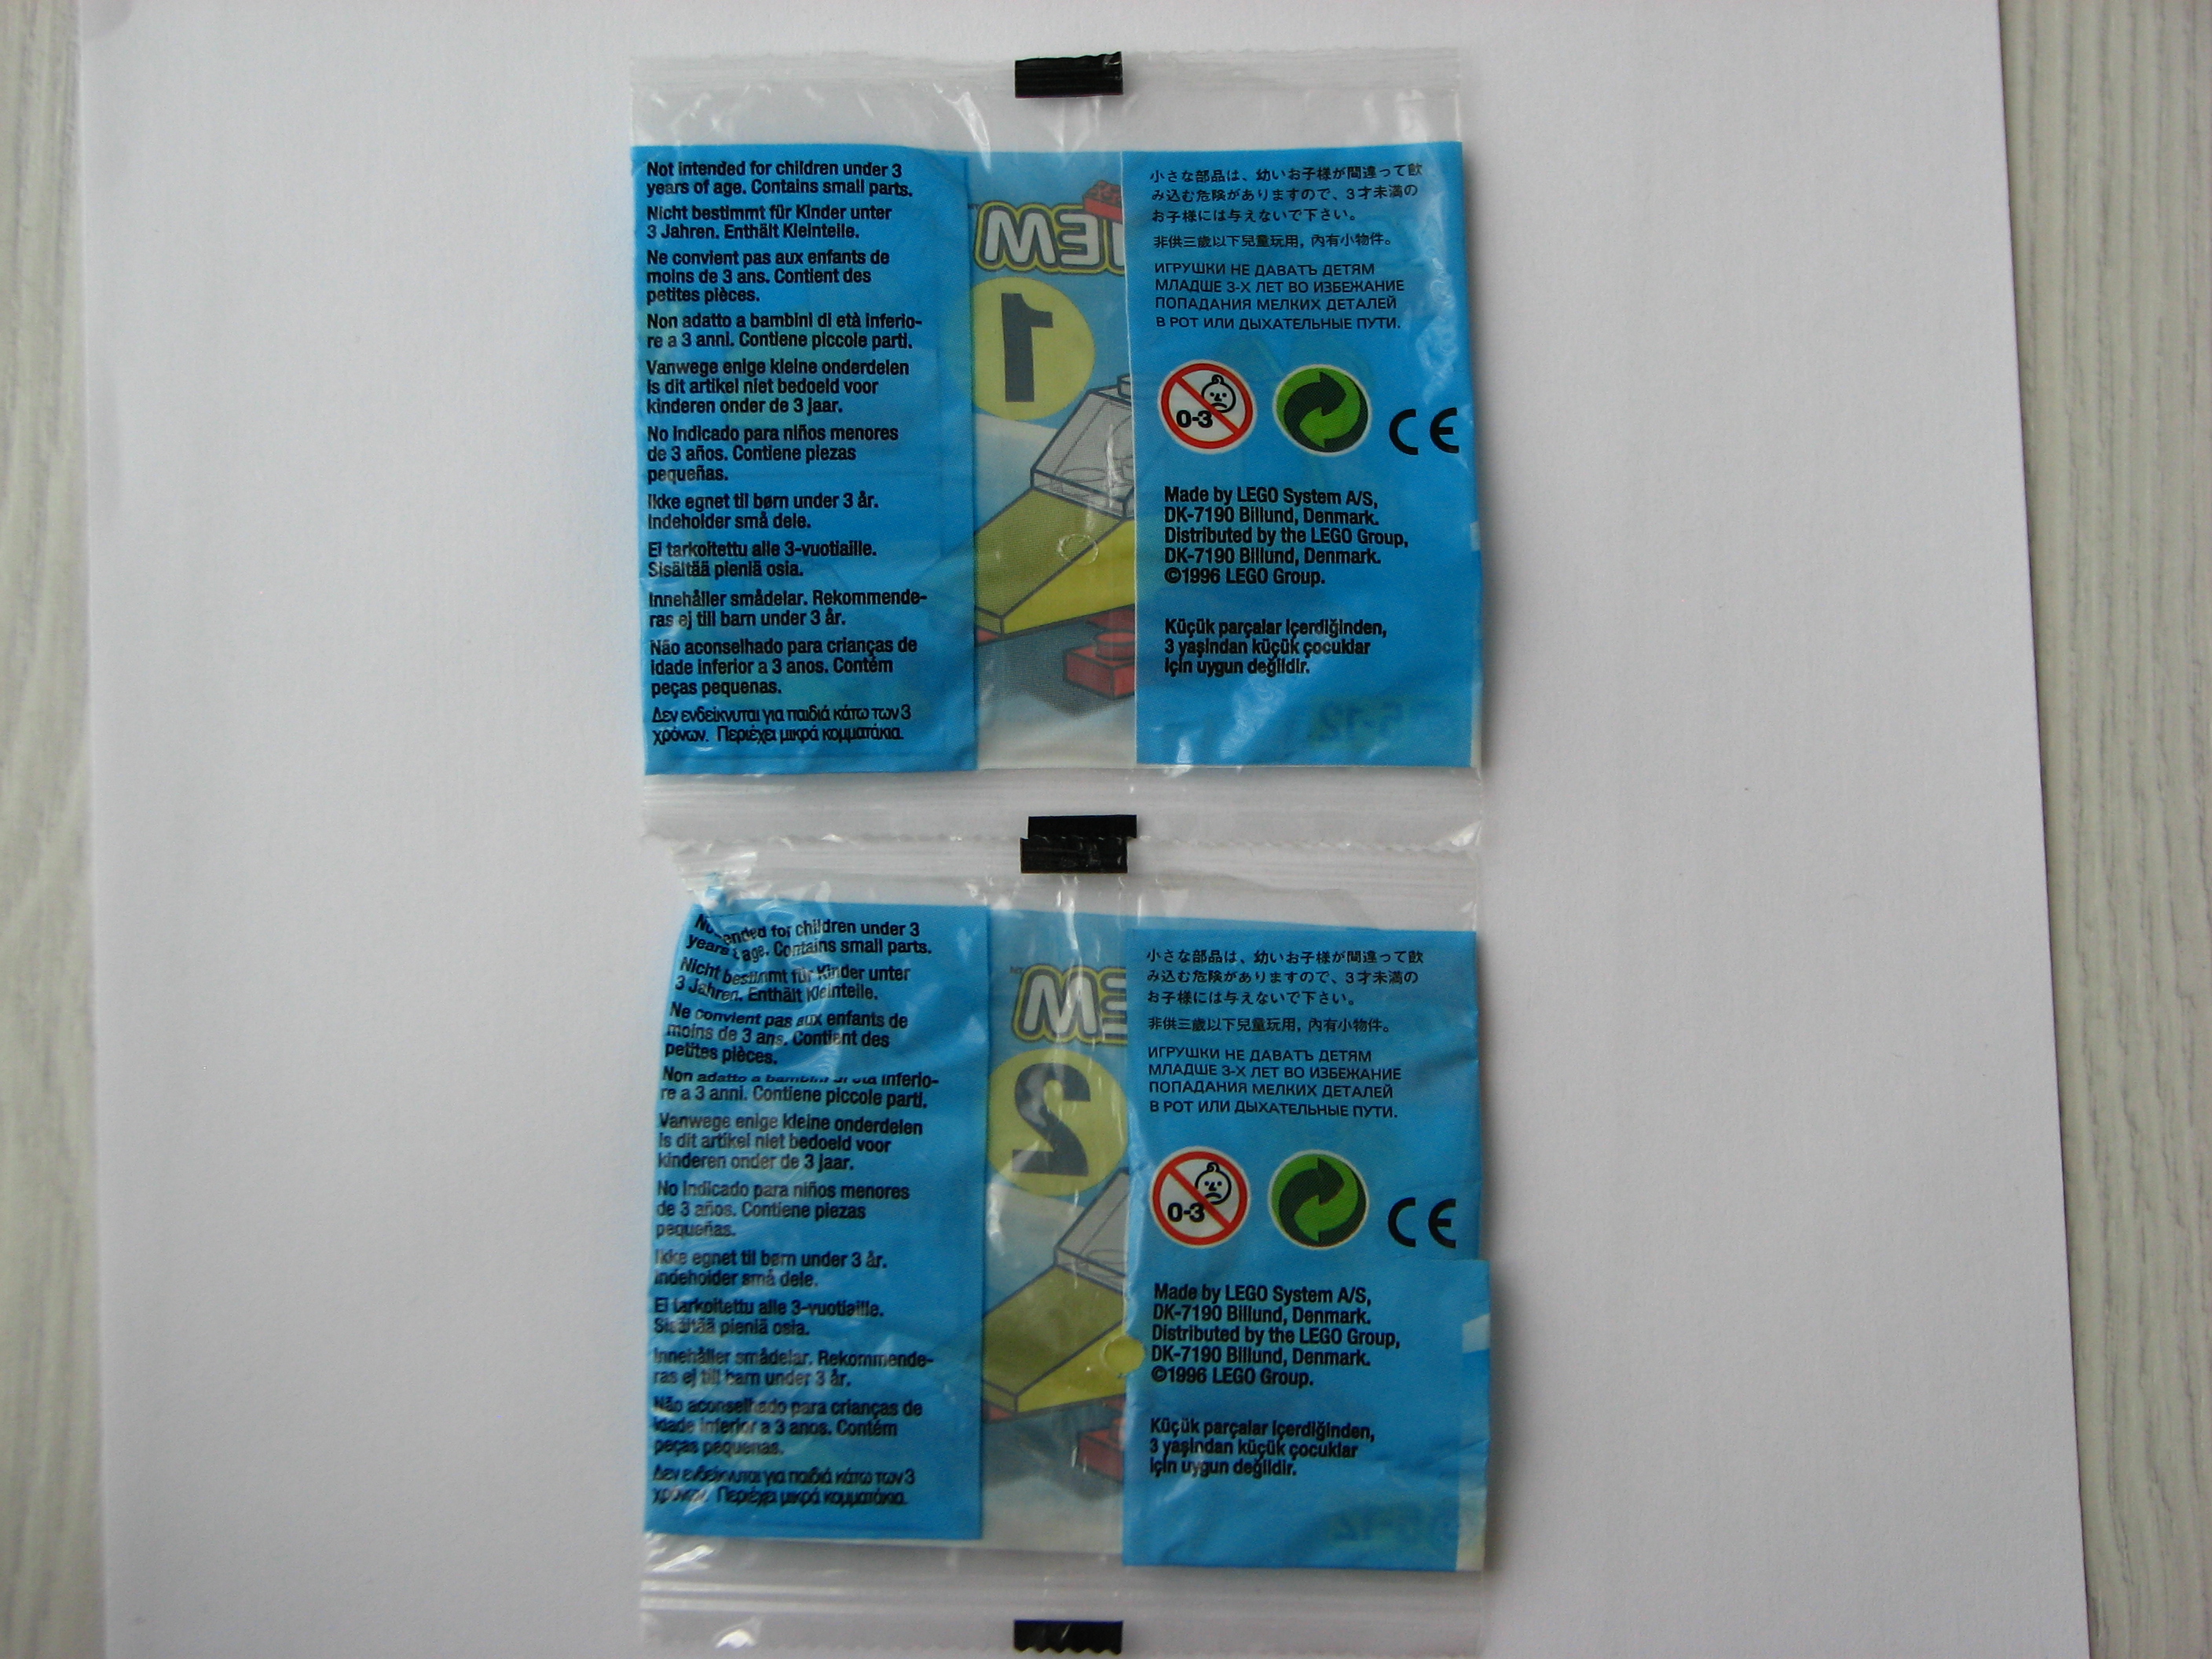 Not intended for children under 3
years of age. Contains small parts.
Nicht bestimmt für Kinder unter
3 Jahren. Enthält Kleinteile.
Ne convient pas aux enfants de
moins de 3 ans. Contient des
petites pièces.
Non adatto a bambini di età inferio-
re a 3 anni. Contiene piccole parti.
Vanwege enige kleine onderdelen
is dit artikel niet bedoeld voor
kinderen onder de 3 jaar.
No indicado para niños menores
de 3 años. Contiene piezas
pequeñas.
Ikke egnet til børn under 3 år.
Indeholder små dele.
Ei tarkoitettu alle 3-vuotiaille.
Sisältää pieniä osia.
Innehåller smådelar. Rekommende-
ras ej till barn under 3 år.
Não aconselhado para crianças de
idade inferior a 3 anos. Contém
peças pequenas.
Δεν ενδείκνυται για παιδιά κάτω των 3
χρόνων. Περιέχει μικρά κομματάκια.
1
小さな部品は、幼いお子様が間違って飲
み込む危険がありますので、3才未満の
お子様には与えないで下さい。
非供三歲以下兒童玩用，內有小物件。
ИГРУШКИ НЕ ДАВАТЬ ДЕТЯМ
МЛАДШЕ 3-Х ЛЕТ ВО ИЗБЕЖАНИЕ
ПОПАДАНИЯ МЕЛКИХ ДЕТАЛЕЙ
В РОТ ИЛИ ДЫХАТЕЛЬНЫЕ ПУТИ.
0-3
CE
Made by LEGO System A/S,
DK-7190 Billund, Denmark.
Distributed by the LEGO Group,
DK-7190 Billund, Denmark.
©1996 LEGO Group.
Küçük parçalar içerdiğinden,
3 yaşindan küçük çocuklar
için uygun değildir.
5-12
children under 3
years age. Contains small parts.
Nicht bestimmt für Kinder unter
3 Jahren. Enthält Kleinteile.
Ne convient pas aux enfants de
moins de 3 ans. Contient des
petites pièces.
Non adatto a bambini di età inferio-
re a 3 anni. Contiene piccole parti.
Vanwege enige kleine onderdelen
is dit artikel niet bedoeld voor
kinderen onder de 3 jaar.
No indicado para niños menores
de 3 años. Contiene piezas
pequeñas.
Ikke egnet til børn under 3 år.
Indeholder små dele.
Ei tarkoitettu alle 3-vuotiaille.
Sisältää pieniä osia.
Innehåller smådelar. Rekommende-
ras ej till barn under 3 år.
Não aconselhado para crianças de
idade inferior a 3 anos. Contém
peças pequenas.
Δεν ενδείκνυται για παιδιά κάτω των 3
χρόνων. Περιέχει μικρά κομματάκια.
2
小さな部品は、幼いお子様が間違って飲
み込む危険がありますので、3才未満の
お子様には与えないで下さい。
非供三歲以下兒童玩用，內有小物件。
ИГРУШКИ НЕ ДАВАТЬ ДЕТЯМ
МЛАДШЕ 3-Х ЛЕТ ВО ИЗБЕЖАНИЕ
ПОПАДАНИЯ МЕЛКИХ ДЕТАЛЕЙ
В РОТ ИЛИ ДЫХАТЕЛЬНЫЕ ПУТИ.
0-3
CE
Made by LEGO System A/S,
DK-7190 Billund, Denmark.
Distributed by the LEGO Group,
DK-7190 Billund, Denmark.
©1996 LEGO Group.
Küçük parçalar içerdiğinden,
3 yaşindan küçük çocuklar
için uygun değildir.
5-12